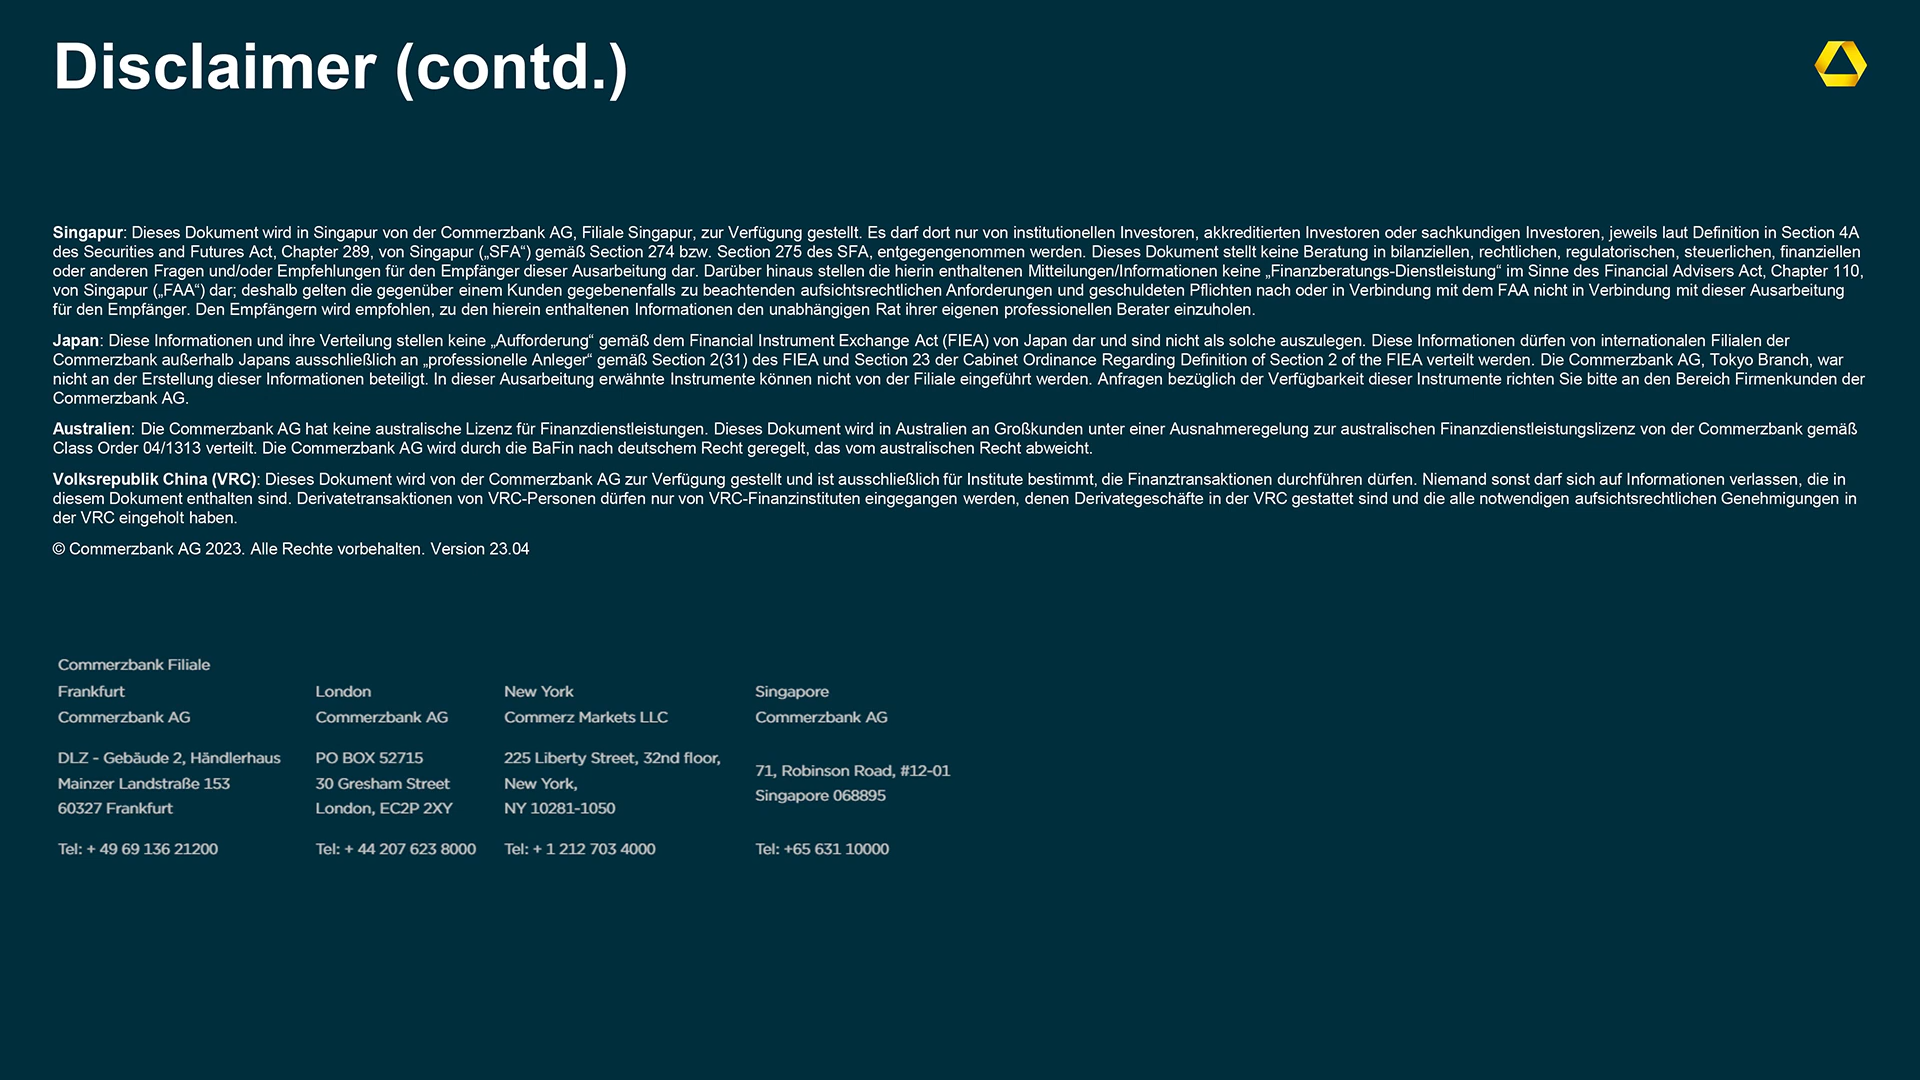 Disclaimer (contd.)
Singapur: Dieses Dokument wird in Singapur von der Commerzbank AG, Filiale Singapur, zur Verfügung gestellt. Es darf dort nur von institutionellen Investoren, akkreditierten Investoren oder sachkundigen Investoren, jeweils laut Definition in Section 4A
des Securities and Futures Act, Chapter 289, von Singapur („SFA“) gemäß Section 274 bzw. Section 275 des SFA, entgegengenommen werden. Dieses Dokument stellt keine Beratung in bilanziellen, rechtlichen, regulatorischen, steuerlichen, finanziellen
oder anderen Fragen und/oder Empfehlungen für den Empfänger dieser Ausarbeitung dar. Darüber hinaus stellen die hierin enthaltenen Mitteilungen/Informationen keine „Finanzberatungs-Dienstleistung“ im Sinne des Financial Advisers Act, Chapter 110,
von Singapur („FAA“) dar; deshalb gelten die gegenüber einem Kunden gegebenenfalls zu beachtenden aufsichtsrechtlichen Anforderungen und geschuldeten Pflichten nach oder in Verbindung mit dem FAA nicht in Verbindung mit dieser Ausarbeitung
für den Empfänger. Den Empfängern wird empfohlen, zu den hierein enthaltenen Informationen den unabhängigen Rat ihrer eigenen professionellen Berater einzuholen.
Japan: Diese Informationen und ihre Verteilung stellen keine „Aufforderung“ gemäß dem Financial Instrument Exchange Act (FIEA) von Japan dar und sind nicht als solche auszulegen. Diese Informationen dürfen von internationalen Filialen der
Commerzbank außerhalb Japans ausschließlich an „professionelle Anleger“ gemäß Section 2(31) des FIEA und Section 23 der Cabinet Ordinance Regarding Definition of Section 2 of the FIEA verteilt werden. Die Commerzbank AG, Tokyo Branch, war
nicht an der Erstellung dieser Informationen beteiligt. In dieser Ausarbeitung erwähnte Instrumente können nicht von der Filiale eingeführt werden. Anfragen bezüglich der Verfügbarkeit dieser Instrumente richten Sie bitte an den Bereich Firmenkunden der
Commerzbank AG.
Australien: Die Commerzbank AG hat keine australische Lizenz für Finanzdienstleistungen. Dieses Dokument wird in Australien an Großkunden unter einer Ausnahmeregelung zur australischen Finanzdienstleistungslizenz von der Commerzbank gemäß
Class Order 04/1313 verteilt. Die Commerzbank AG wird durch die BaFin nach deutschem Recht geregelt, das vom australischen Recht abweicht.
Volksrepublik China (VRC): Dieses Dokument wird von der Commerzbank AG zur Verfügung gestellt und ist ausschließlich für Institute bestimmt, die Finanztransaktionen durchführen dürfen. Niemand sonst darf sich auf Informationen verlassen, die in
diesem Dokument enthalten sind. Derivatetransaktionen von VRC-Personen dürfen nur von VRC-Finanzinstituten eingegangen werden, denen Derivategeschäfte in der VRC gestattet sind und die alle notwendigen aufsichtsrechtlichen Genehmigungen in
der VRC eingeholt haben.
© Commerzbank AG 2023. Alle Rechte vorbehalten. Version 23.04
Commerzbank Filiale
Frankfurt
Commerzbank AG
DLZ - Gebäude 2, Händlerhaus
Mainzer Landstraße 153
60327 Frankfurt
Tel: + 49 69 136 21200
London
Commerzbank AG
PO BOX 52715
30 Gresham Street
London, EC2P 2XY
Tel: + 44 207 623 8000
New York
Commerz Markets LLC
225 Liberty Street, 32nd floor,
New York,
NY 10281-1050
Tel: + 1 212 703 4000
Singapore
Commerzbank AG
71, Robinson Road, #12-01
Singapore 068895
Tel: +65 631 10000